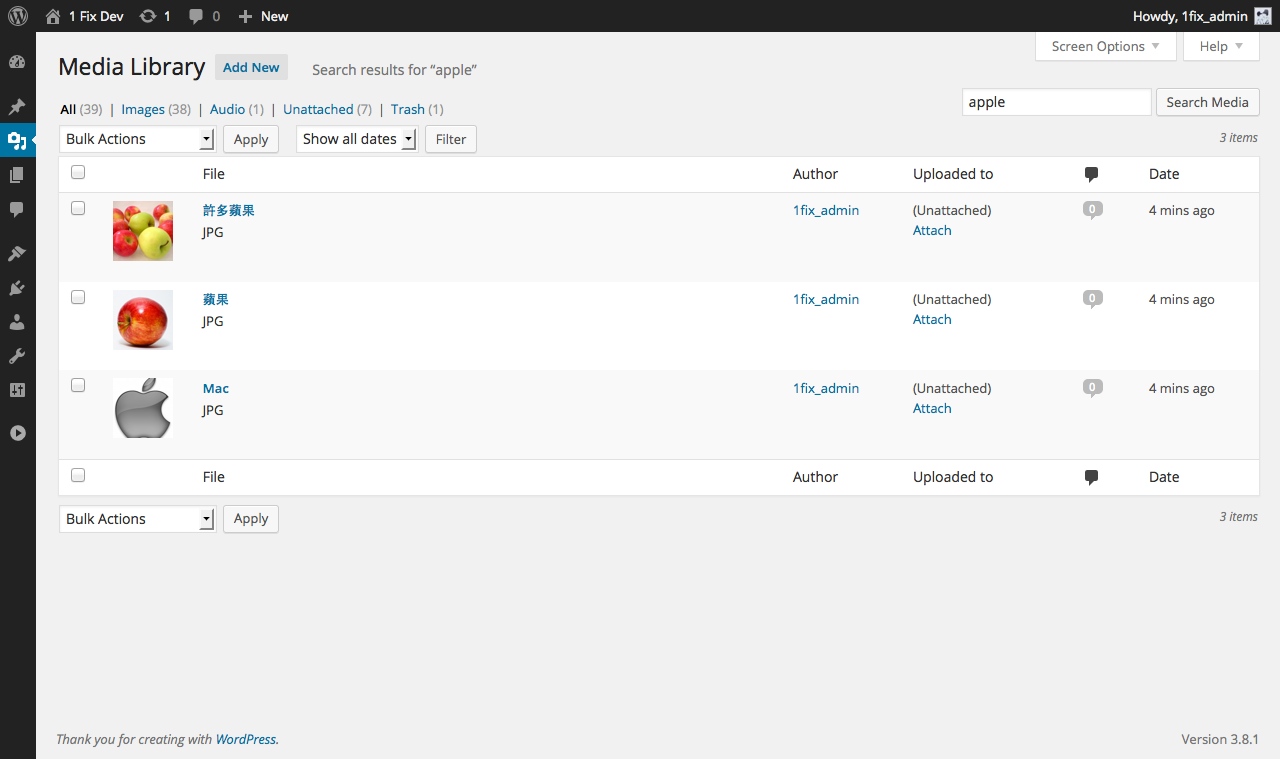 1 Fix Dev 1 0 New Howdy, 1fix_admin
Screen Options Help
Media Library Add New Search results for “apple”
All (39) | Images (38) | Audio (1) | Unattached (7) | Trash (1)
apple Search Media
Bulk Actions Apply Show all dates Filter 3 items
File Author Uploaded to Date
許多蘋果 1fix_admin (Unattached) 0 4 mins ago
JPG Attach
蘋果 1fix_admin (Unattached) 0 4 mins ago
JPG Attach
Mac 1fix_admin (Unattached) 0 4 mins ago
JPG Attach
File Author Uploaded to Date
Bulk Actions Apply 3 items
Thank you for creating with WordPress. Version 3.8.1